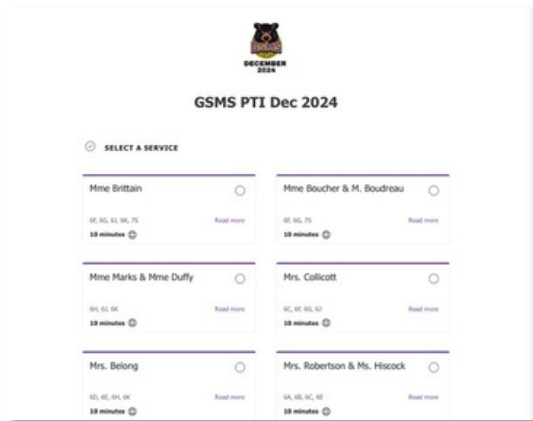 GSMS
DECEMBER
2024
GSMS PTI Dec 2024
SELECT A SERVICE
Mme Brittain
6F, 6G, 6J, 6K, 7S
Read more
10 minutes
Mme Boucher & M. Boudreau
6F, 6G, 7S
Read more
10 minutes
Mme Marks & Mme Duffy
6H, 6J, 6K
Read more
10 minutes
Mrs. Collicott
6C, 6F, 6G, 6J
Read more
10 minutes
Mrs. Belong
6D, 6E, 6H, 6K
Read more
10 minutes
Mrs. Robertson & Ms. Hiscock
6A, 6B, 6C, 6E
Read more
10 minutes